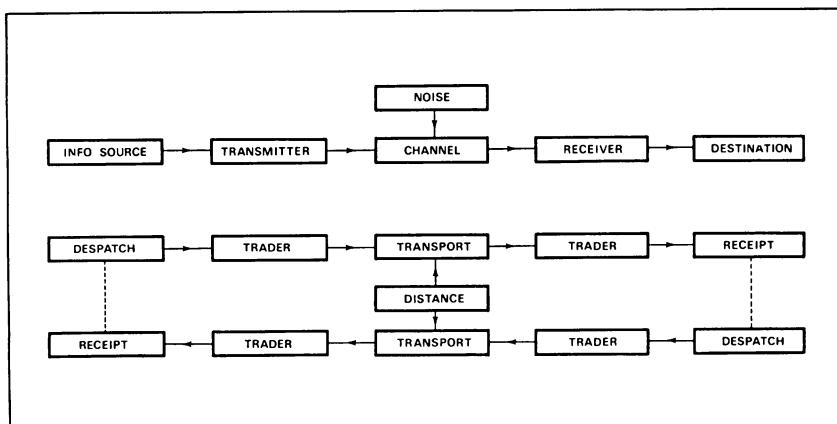 NOISE
INFO SOURCE TRANSMITTER CHANNEL RECEIVER DESTINATION
DESPATCH TRADER TRANSPORT TRADER RECEIPT
DISTANCE
RECEIPT TRADER TRANSPORT TRADER DESPATCH